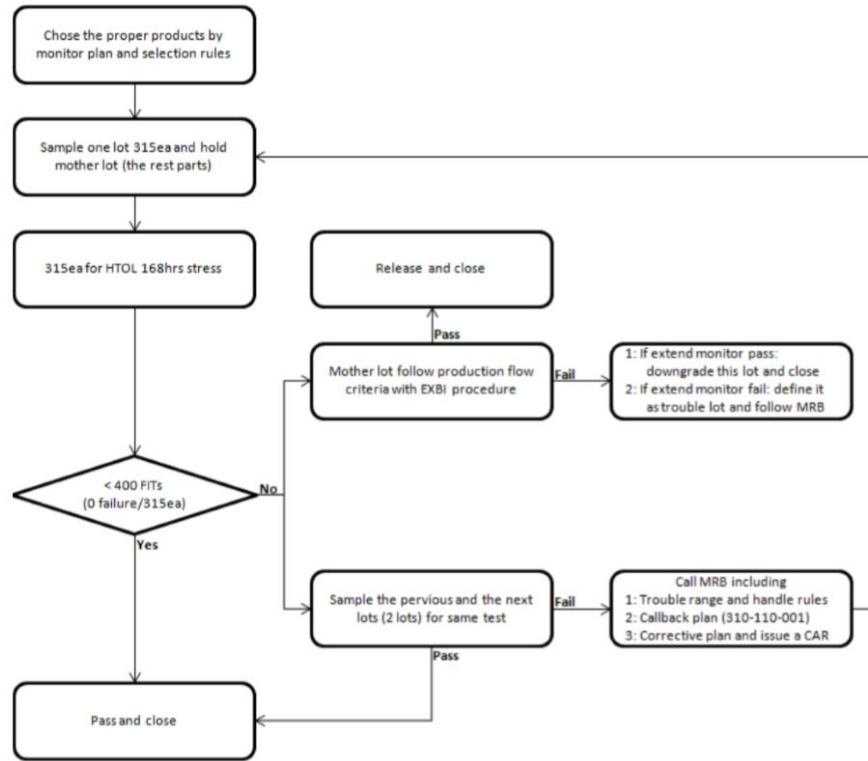 Chose the proper products by
monitor plan and selection rules
Sample one lot 315ea and hold
mother lot (the rest parts)
315ea for HTOL 168hrs stress
Release and close
Pass
Mother lot follow production flow
criteria with EXBI procedure
Fail
1: If extend monitor pass:
downgrade this lot and close
2: If extend monitor fail: define it
as trouble lot and follow MRB
< 400 FITs
(0 failure/315ea)
No
Yes
Sample the pervious and the next
lots (2 lots) for same test
Fail
Call MRB including
1: Trouble range and handle rules
2: Callback plan (310-110-001)
3: Corrective plan and issue a CAR
Pass
Pass and close